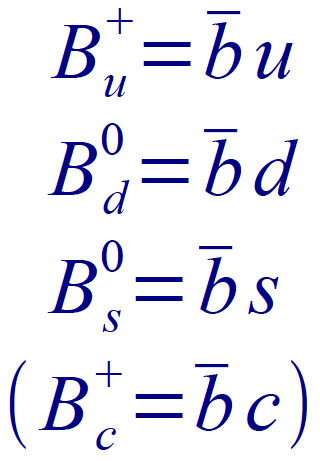 B_u^+ = b̅ u
B_d^0 = b̅ d
B_s^0 = b̅ s
( B_c^+ = b̅ c )